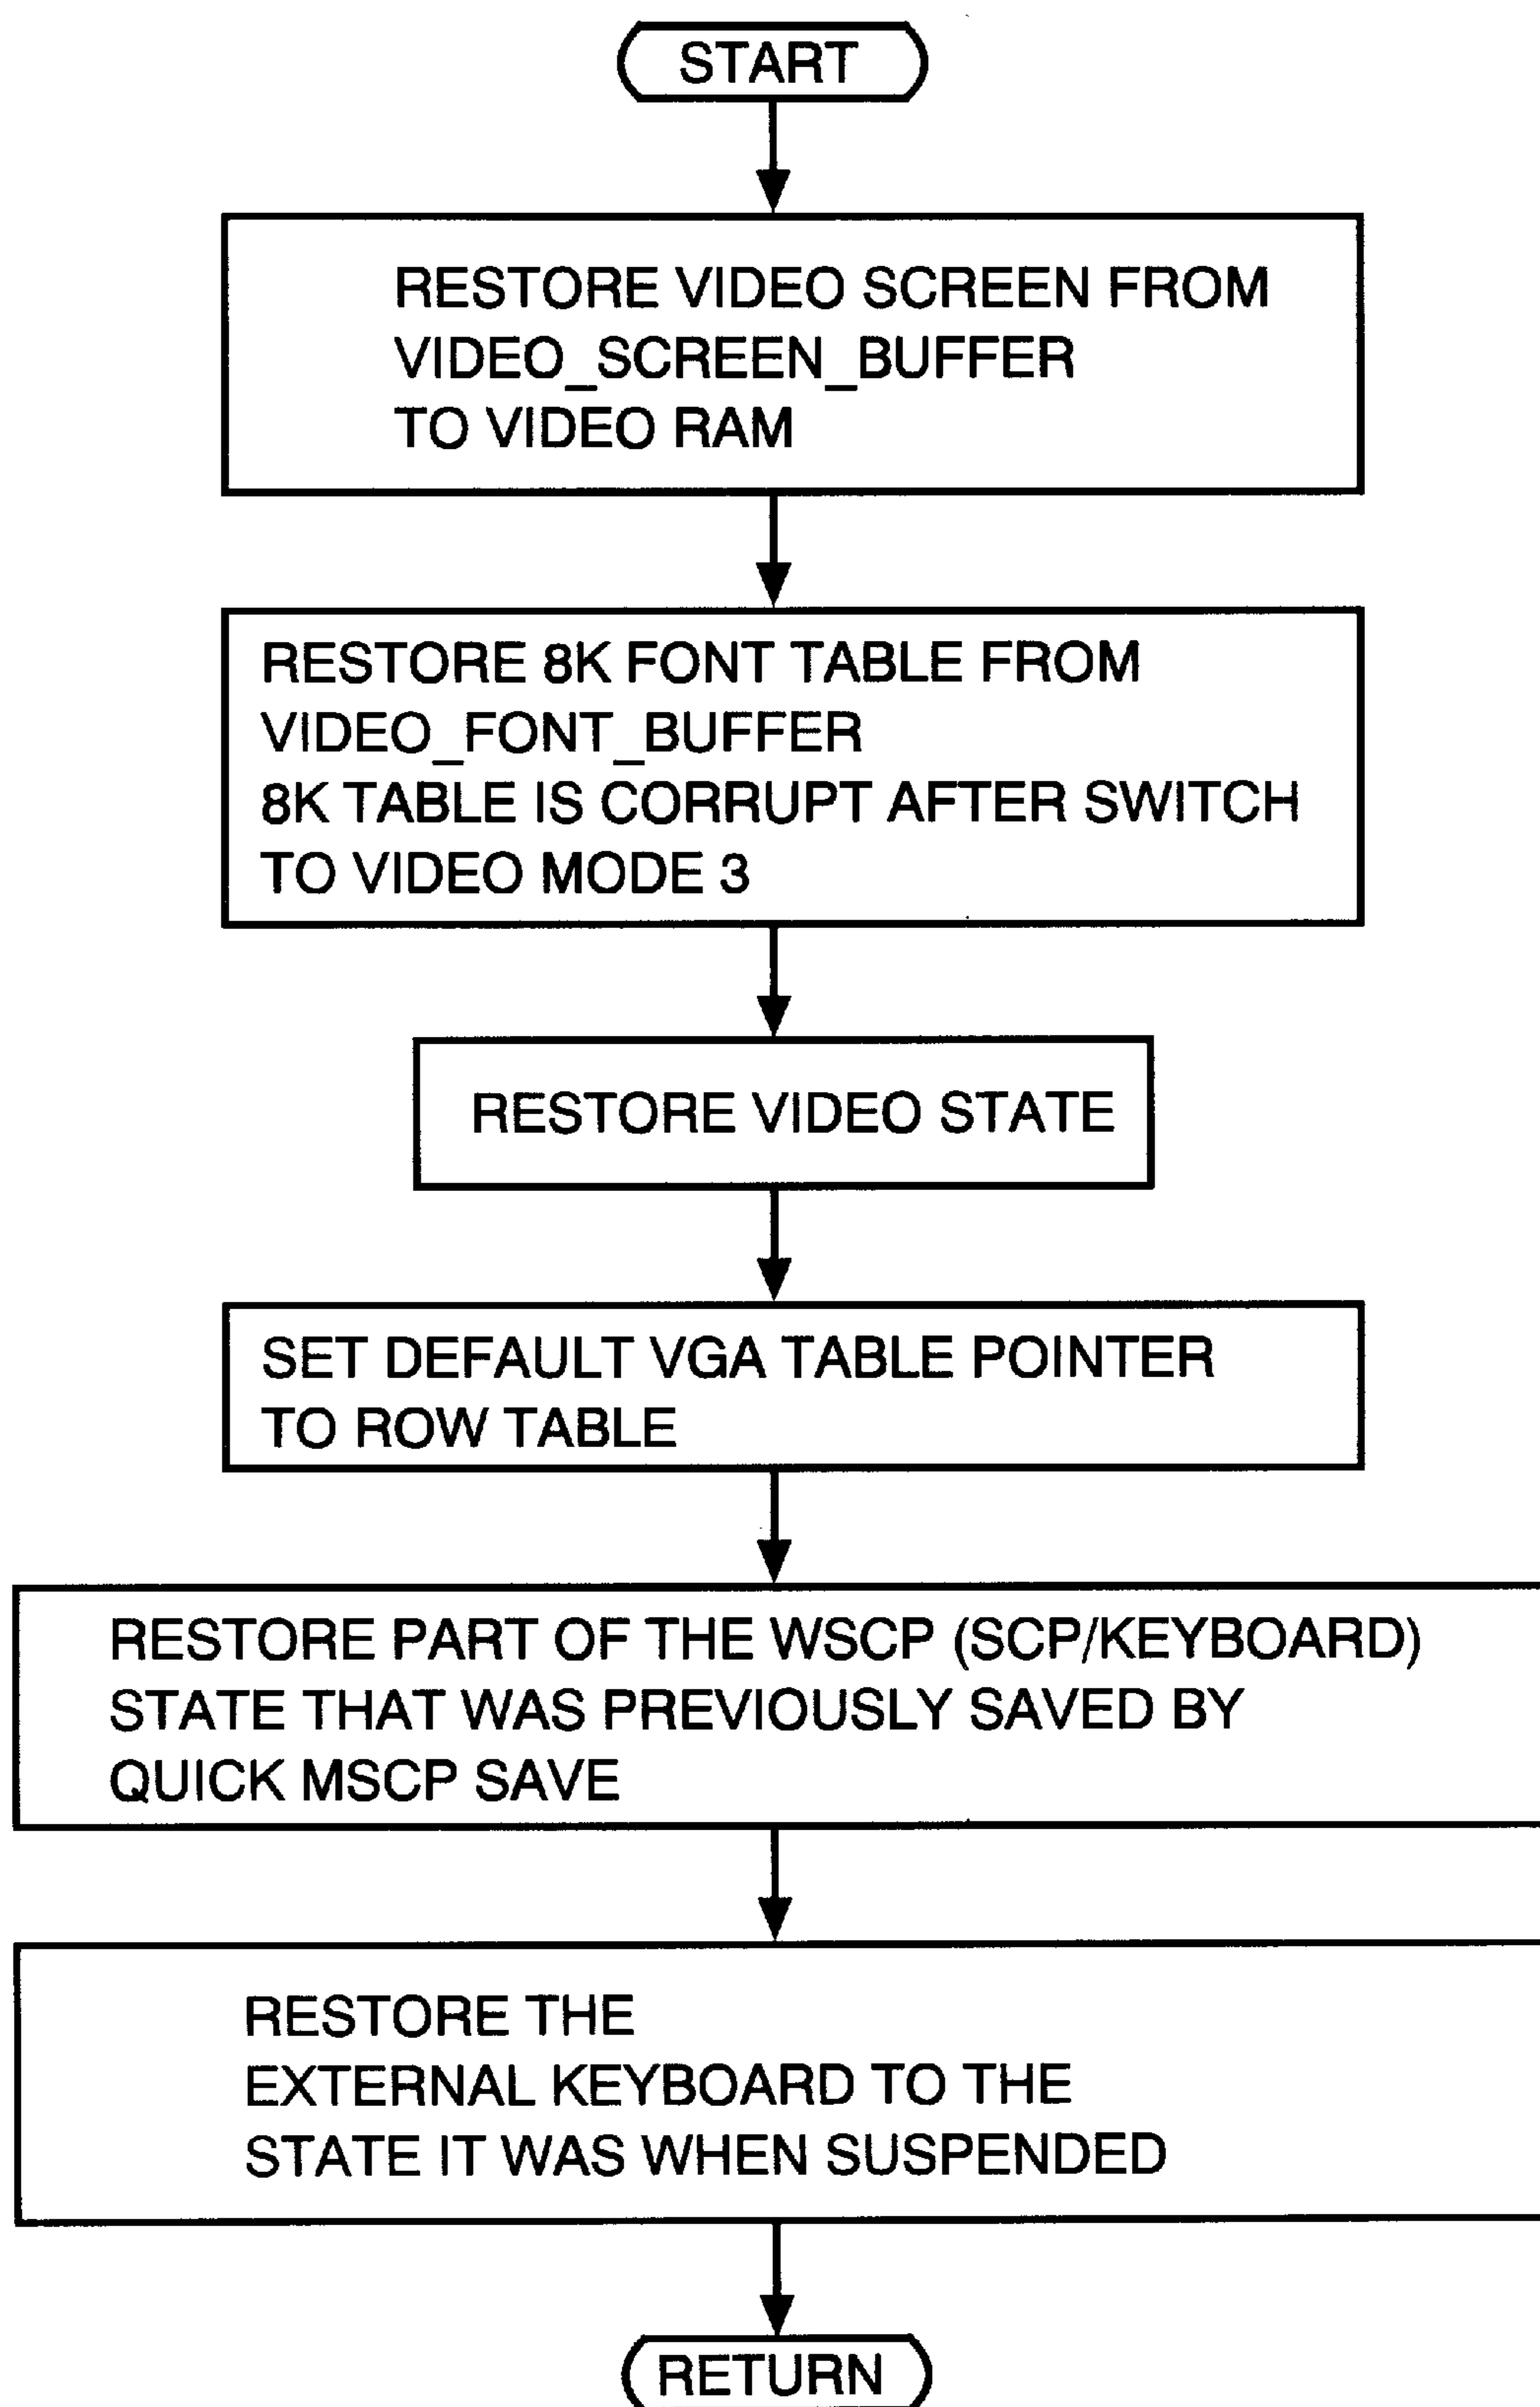 START
RESTORE VIDEO SCREEN FROM
VIDEO_SCREEN_BUFFER
TO VIDEO RAM
RESTORE 8K FONT TABLE FROM
VIDEO_FONT_BUFFER
8K TABLE IS CORRUPT AFTER SWITCH
TO VIDEO MODE 3
RESTORE VIDEO STATE
SET DEFAULT VGA TABLE POINTER
TO ROW TABLE
RESTORE PART OF THE WSCP (SCP/KEYBOARD)
STATE THAT WAS PREVIOUSLY SAVED BY
QUICK MSCP SAVE
RESTORE THE
EXTERNAL KEYBOARD TO THE
STATE IT WAS WHEN SUSPENDED
RETURN